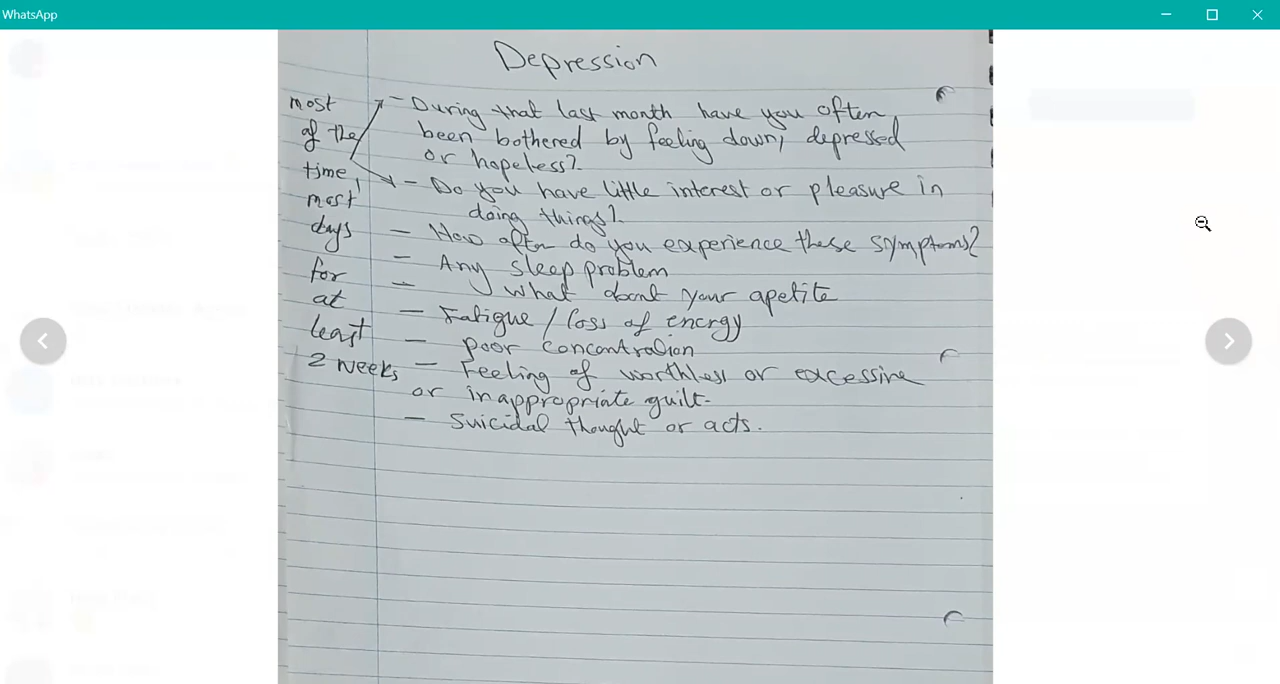 WhatsApp
Depression
most
of the
time,
most
days
for
at
least
2 weeks
- During that last month have you often
been bothered by feeling down, depressed
or hopeless?
- Do you have little interest or pleasure in
doing things?
- How often do you experience these symptoms?
- Any sleep problem
- What about your apetite
- Fatigue / loss of energy
- poor concentration
- Feeling of worthless or excessive
or inappropriate guilt-
- Suicidal thought or acts.